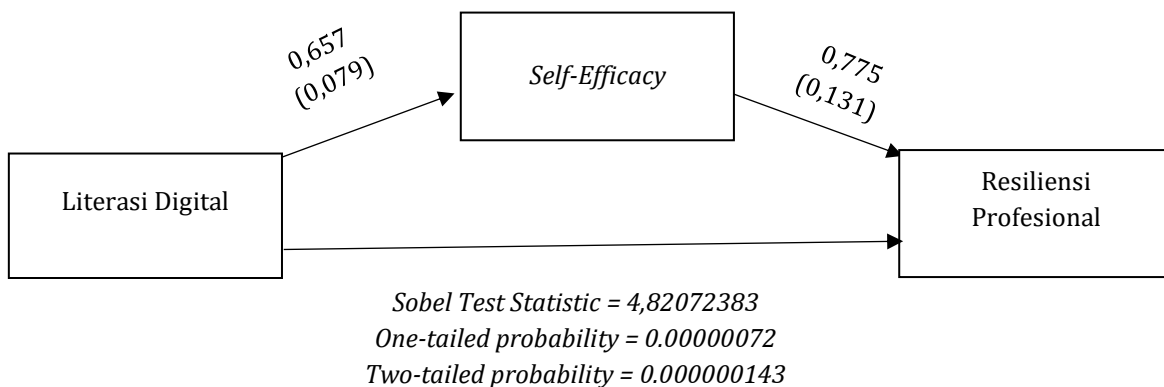 0,657
(0,079)
Self-Efficacy
0,775
(0,131)
Literasi Digital
Resiliensi
Profesional
Sobel Test Statistic = 4,82072383
One-tailed probability = 0.00000072
Two-tailed probability = 0.000000143